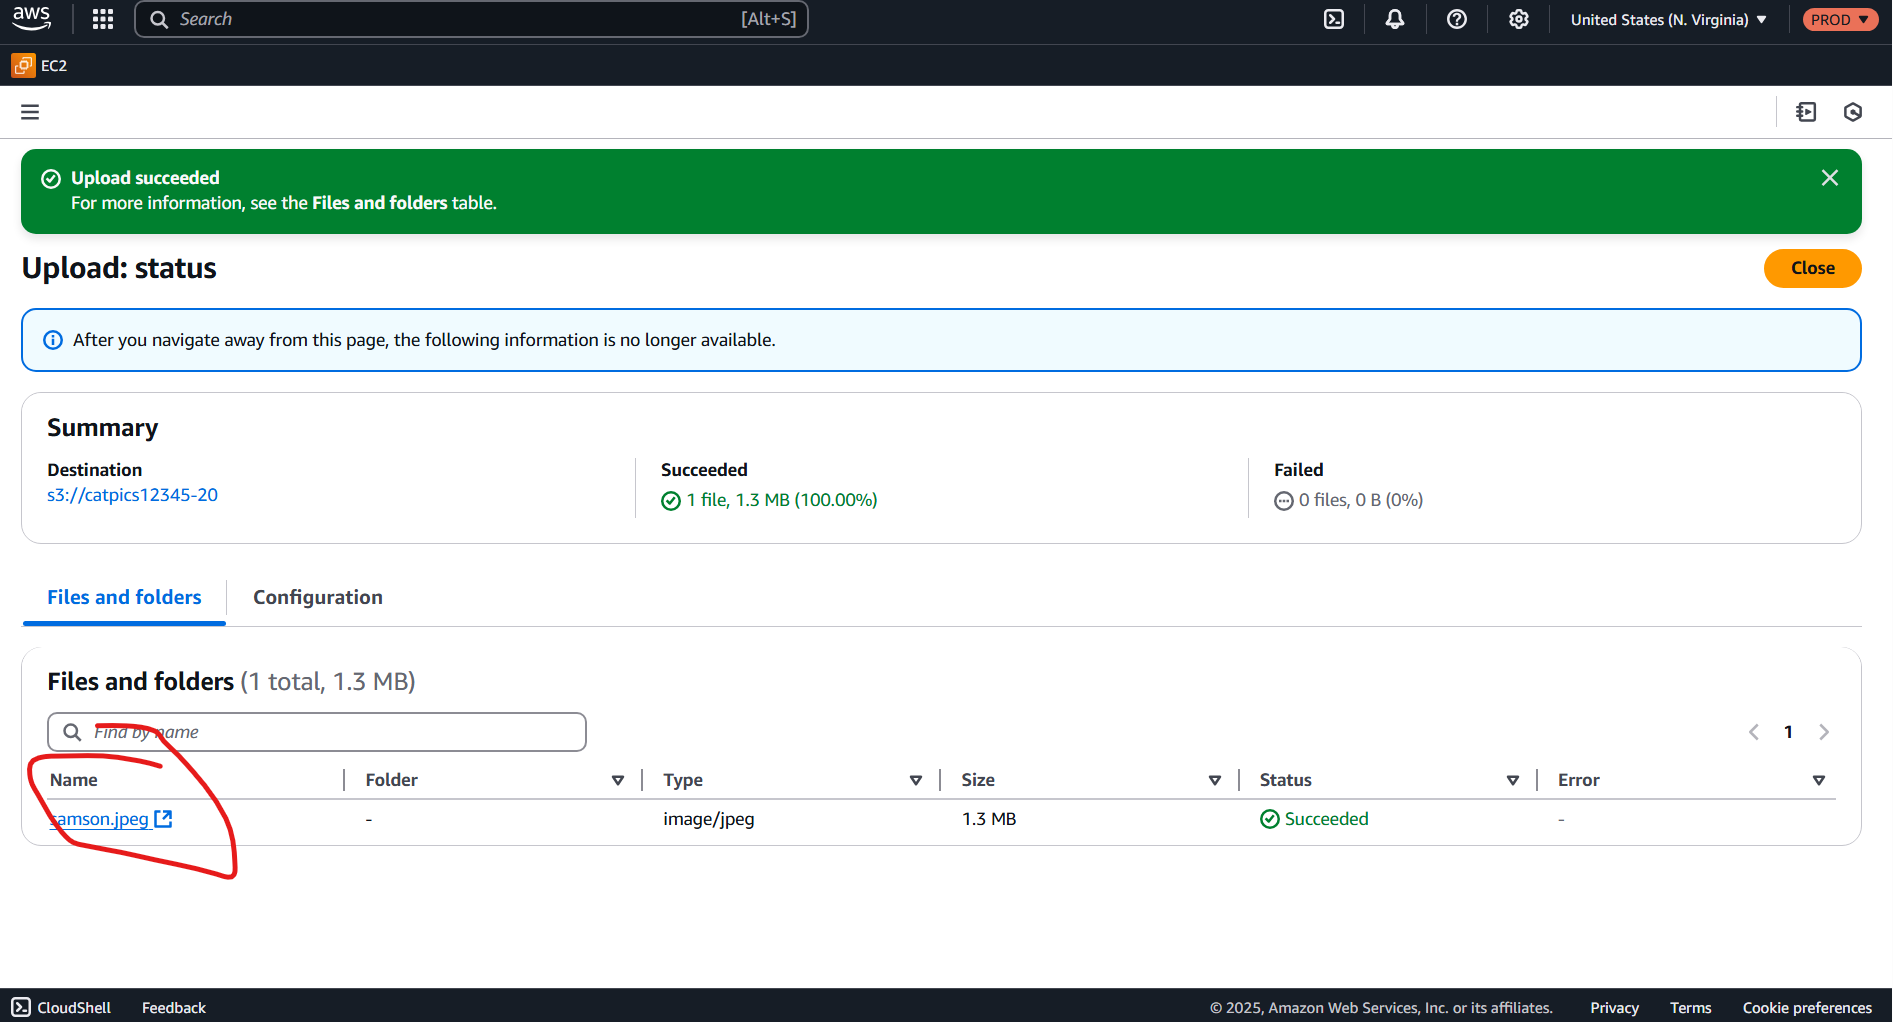 aws
Search
[Alt+S]
United States (N. Virginia)
PROD
EC2
Upload succeeded
For more information, see the Files and folders table.
Upload: status
Close
After you navigate away from this page, the following information is no longer available.
Summary
Destination
s3://catpics12345-20
Succeeded
1 file, 1.3 MB (100.00%)
Failed
0 files, 0 B (0%)
Files and folders
Configuration
Files and folders (1 total, 1.3 MB)
Find by name
1
Name Folder Type Size Status Error
samson.jpeg - image/jpeg 1.3 MB Succeeded -
CloudShell Feedback © 2025, Amazon Web Services, Inc. or its affiliates. Privacy Terms Cookie preferences